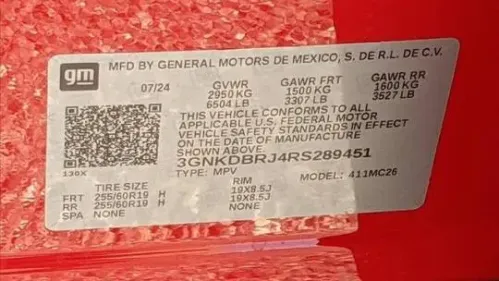 gm
MFD BY GENERAL MOTORS DE MEXICO, S. DE R.L. DE C.V.
07/24 GVWR GAWR FRT GAWR RR
2950 KG 1500 KG 1600 KG
6504 LB 3307 LB 3527 LB
THIS VEHICLE CONFORMS TO ALL
APPLICABLE U.S. FEDERAL MOTOR
VEHICLE SAFETY STANDARDS IN EFFECT
ON THE DATE OF MANUFACTURE
SHOWN ABOVE.
3GNKDBRJ4RS289451
130X TYPE: MPV MODEL: 411MC26
TIRE SIZE RIM
FRT 255/60R19 H 19X8.5J
RR 255/60R19 H 19X8.5J
SPA NONE NONE